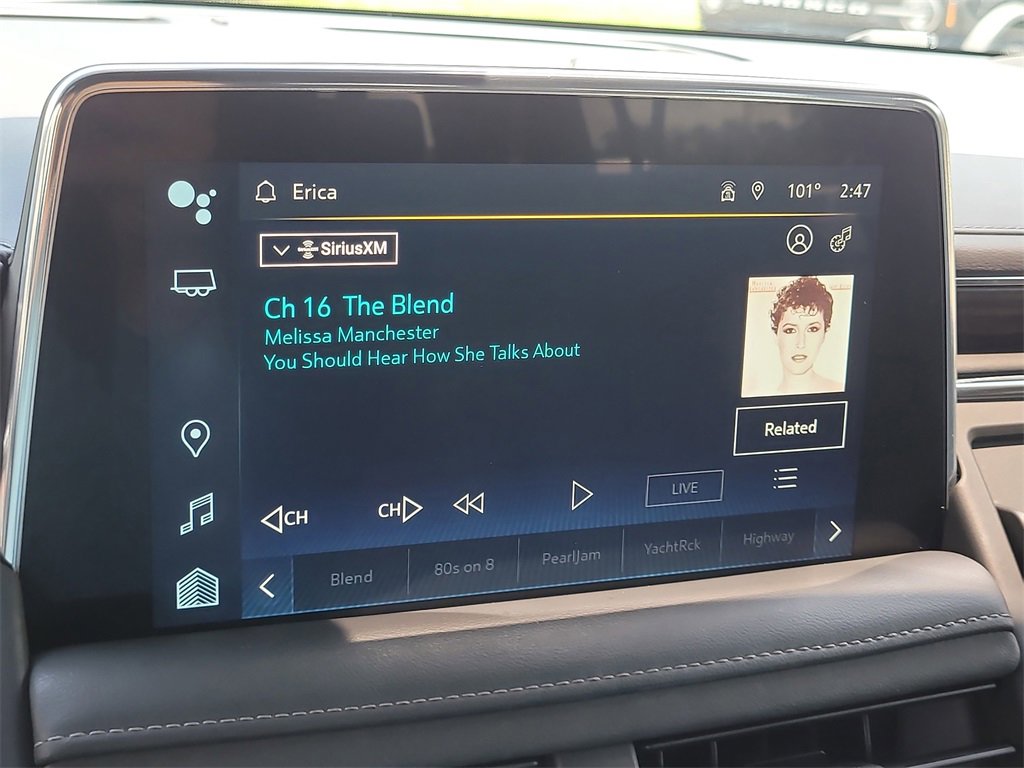 Erica
101° 2:47
SiriusXM
Ch 16 The Blend
Melissa Manchester
You Should Hear How She Talks About
Related
CH
CH
LIVE
Blend
80s on 8
PearlJam
YachtRck
Highway